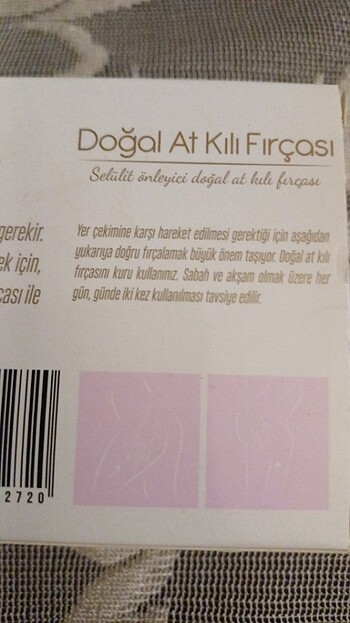 Doğal At Kılı Fırçası
Selülit önleyici doğal at kılı fırçası
gerekir.
ek için,
ası ile
Yer çekimine karşı hareket edilmesi gerektiği için aşağıdan
yukarıya doğru fırçalamak büyük önem taşıyor. Doğal at kılı
fırçasını kuru kullanınız. Sabah ve akşam olmak üzere her
gün, günde iki kez kullanılması tavsiye edilir.
2720